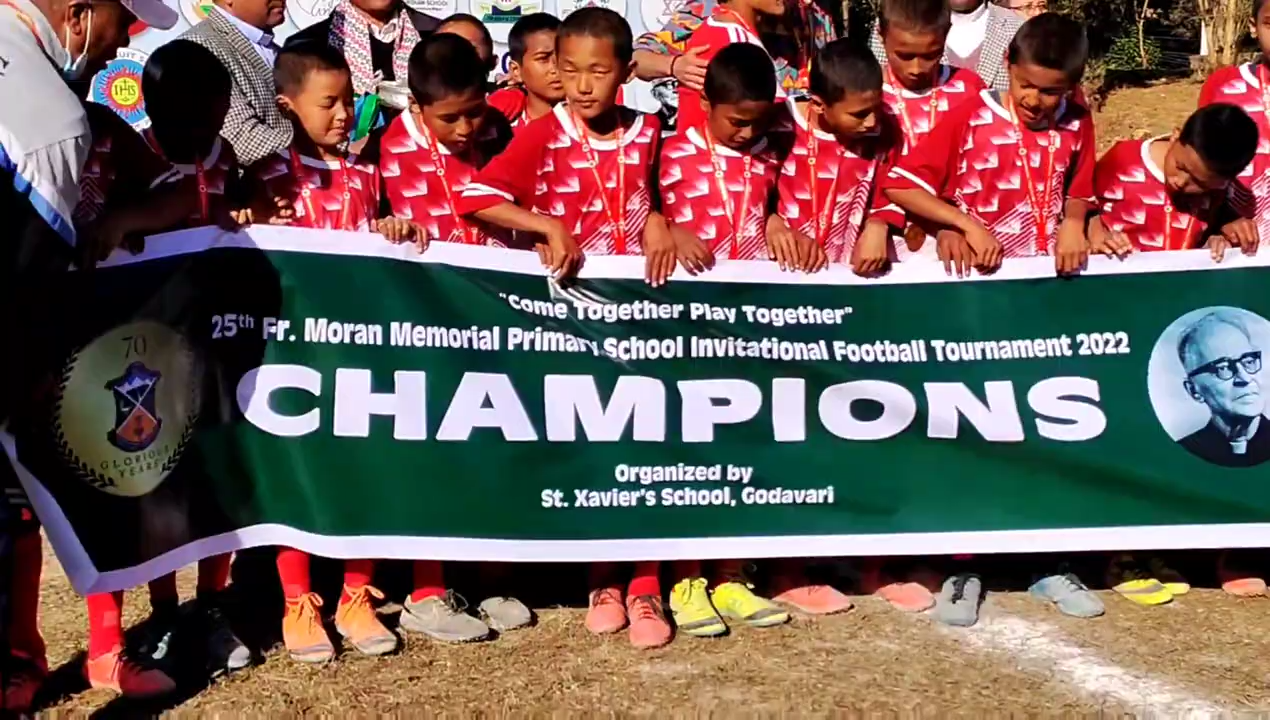 IHS
"Come Together Play Together"
25th Fr. Moran Memorial Primary School Invitational Football Tournament 2022
CHAMPIONS
Organized by
St. Xavier's School, Godavari
70
GLORIOUS
YEARS